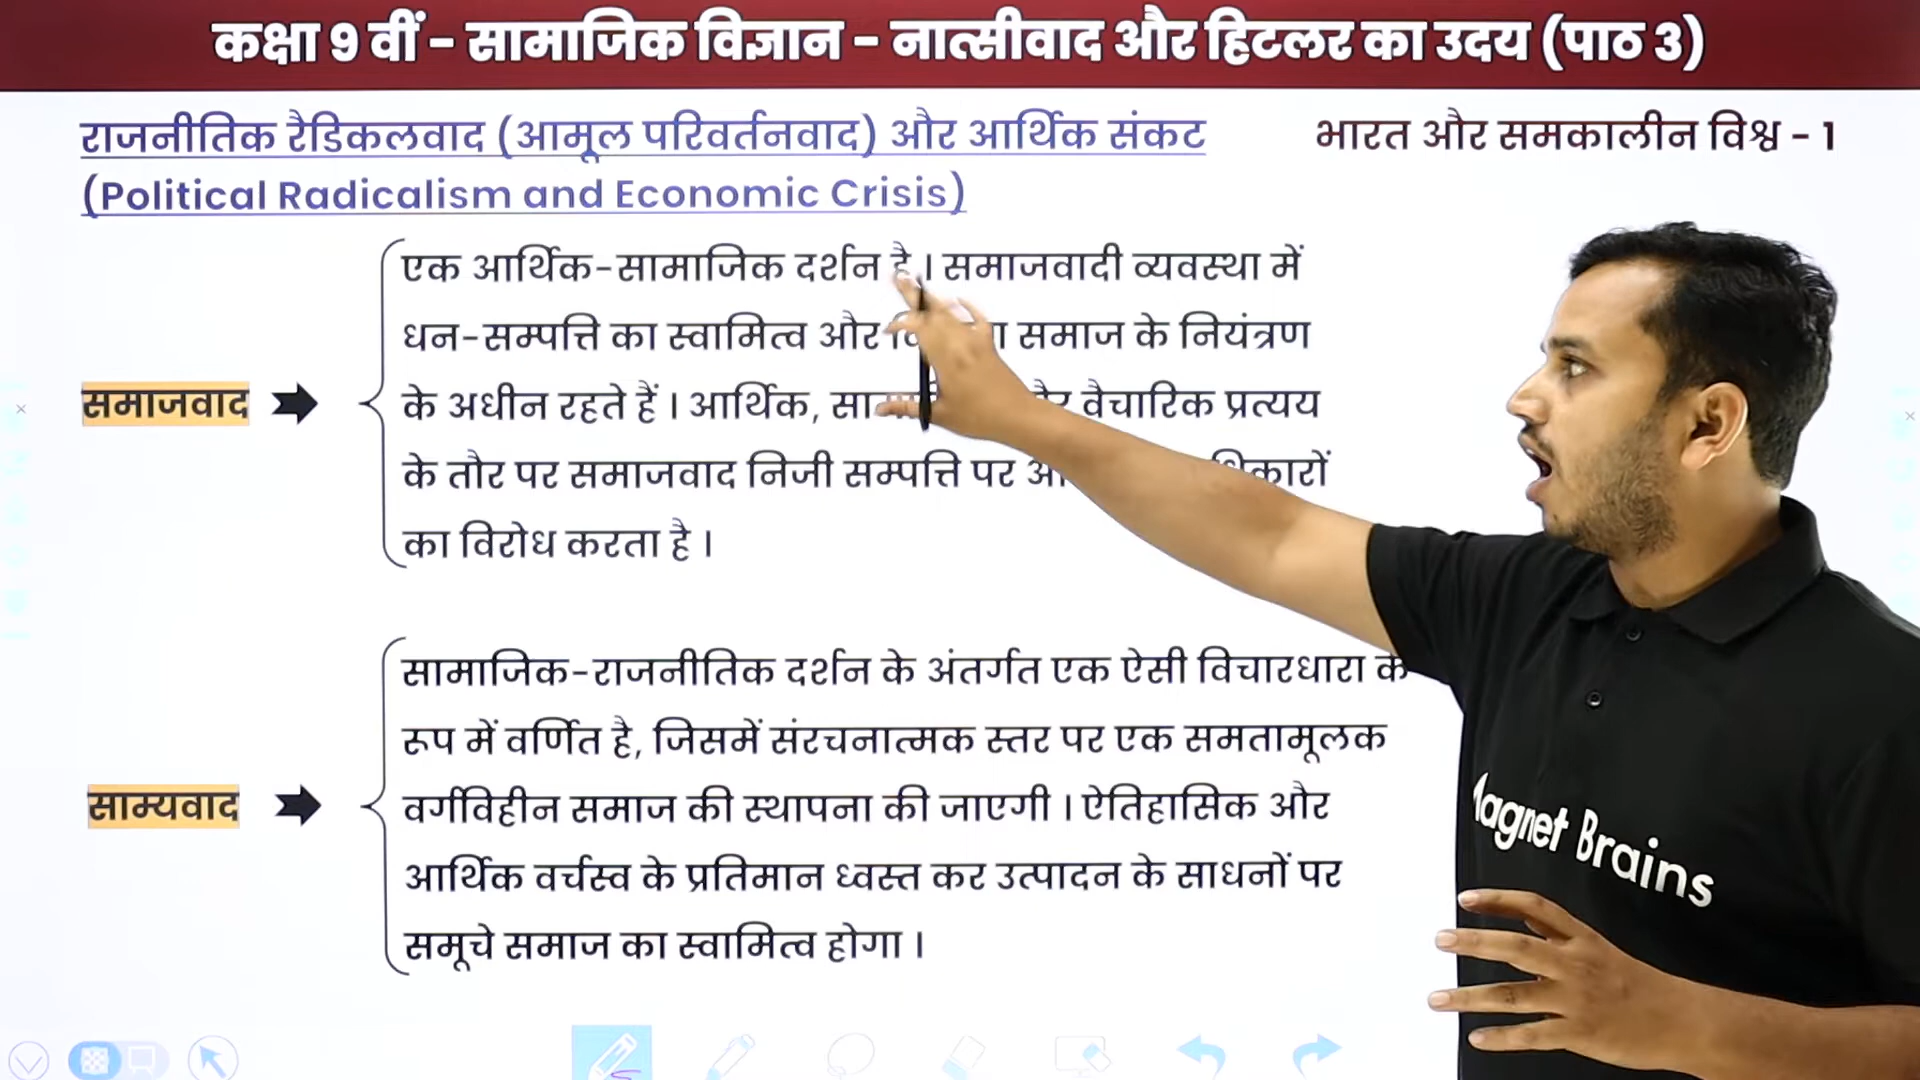 कक्षा 9 वीं - सामाजिक विज्ञान - नात्सीवाद और हिटलर का उदय (पाठ 3)
राजनीतिक रैडिकलवाद (आमूल परिवर्तनवाद) और आर्थिक संकट
भारत और समकालीन विश्व - 1
(Political Radicalism and Economic Crisis)
एक आर्थिक-सामाजिक दर्शन है। समाजवादी व्यवस्था में
धन-सम्पत्ति का स्वामित्व और समाज के नियंत्रण
समाजवाद
के अधीन रहते हैं। आर्थिक, वैचारिक प्रत्यय
के तौर पर समाजवाद निजी सम्पत्ति पर
का विरोध करता है।
सामाजिक-राजनीतिक दर्शन के अंतर्गत एक ऐसी विचारधारा के
रूप में वर्णित है, जिसमें संरचनात्मक स्तर पर एक समतामूलक
साम्यवाद
वर्गविहीन समाज की स्थापना की जाएगी। ऐतिहासिक और
आर्थिक वर्चस्व के प्रतिमान ध्वस्त कर उत्पादन के साधनों पर
समूचे समाज का स्वामित्व होगा।
Magnet Brains